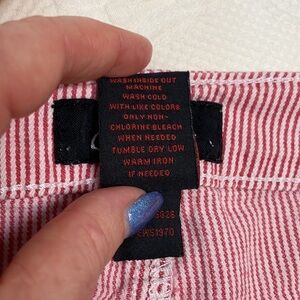 WASH INSIDE OUT
MACHINE
WASH COLD
WITH LIKE COLORS
ONLY NON-
CHLORINE BLEACH
WHEN NEEDED
TUMBLE DRY LOW
WARM IRON
IF NEEDED